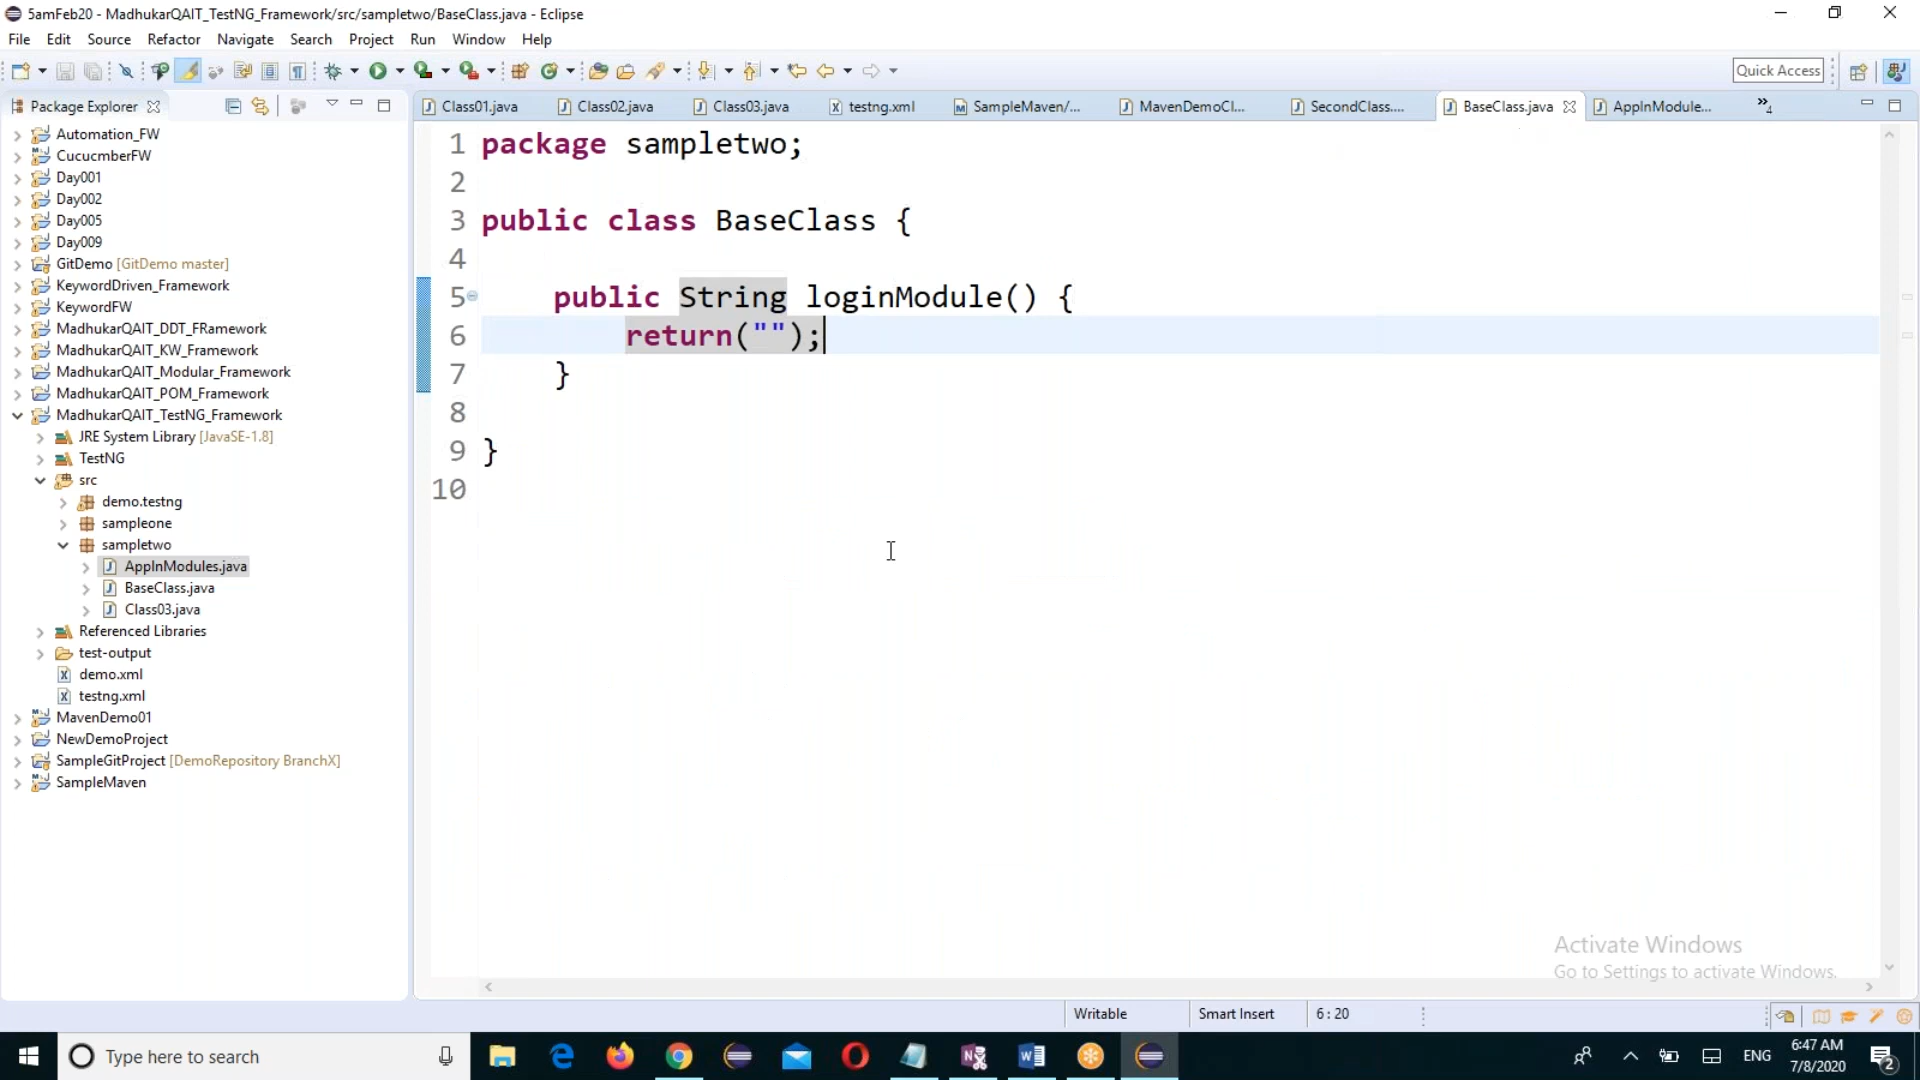 5amFeb20 - MadhukarQAIT_TestNG_Framework/src/sampletwo/BaseClass.java - Eclipse
File Edit Source Refactor Navigate Search Project Run Window Help
Quick Access
Package Explorer
Class01.java Class02.java Class03.java testng.xml SampleMaven/... MavenDemoCl... SecondClass.... BaseClass.java AppInModule... »4
Automation_FW
CucucmberFW
Day001
Day002
Day005
Day009
GitDemo [GitDemo master]
KeywordDriven_Framework
KeywordFW
MadhukarQAIT_DDT_FRamework
MadhukarQAIT_KW_Framework
MadhukarQAIT_Modular_Framework
MadhukarQAIT_POM_Framework
MadhukarQAIT_TestNG_Framework
JRE System Library [JavaSE-1.8]
TestNG
src
demo.testng
sampleone
sampletwo
AppInModules.java
BaseClass.java
Class03.java
Referenced Libraries
test-output
demo.xml
testng.xml
MavenDemo01
NewDemoProject
SampleGitProject [DemoRepository BranchX]
SampleMaven
1 package sampletwo;
2
3 public class BaseClass {
4
5 public String loginModule() {
6 return("");
7 }
8
9 }
10
Activate Windows
Go to Settings to activate Windows.
Writable Smart Insert 6 : 20
Type here to search
ENG
6:47 AM
7/8/2020
2